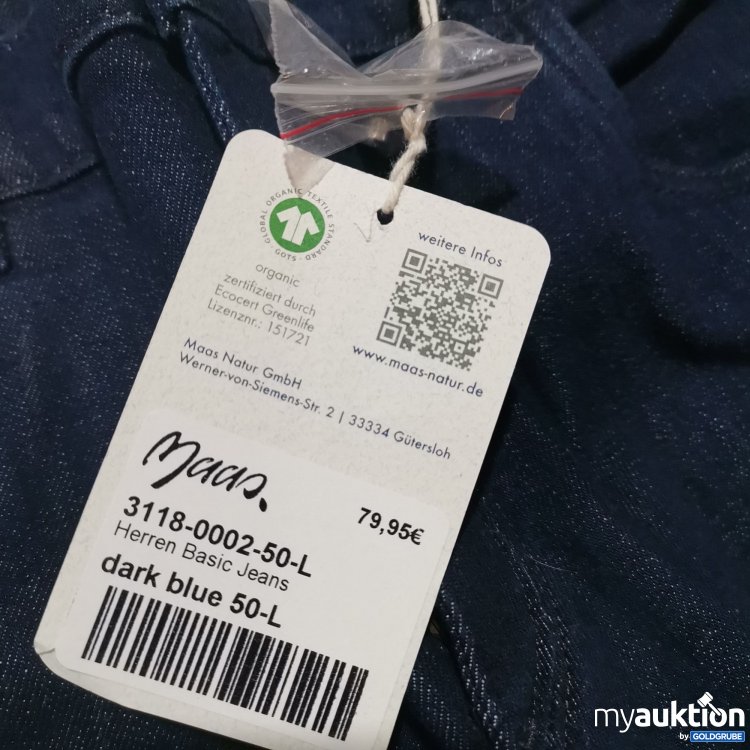 GLOBAL ORGANIC TEXTILE STANDARD · GOTS ·
organic
zertifiziert durch
Ecocert Greenlife
Lizenznr.: 151721
weitere Infos
www.maas-natur.de
Maas Natur GmbH
Werner-von-Siemens-Str. 2 | 33334 Gütersloh
Maas.
79,95€
3118-0002-50-L
Herren Basic Jeans
dark blue 50-L
myauktion
by GOLDGRUBE